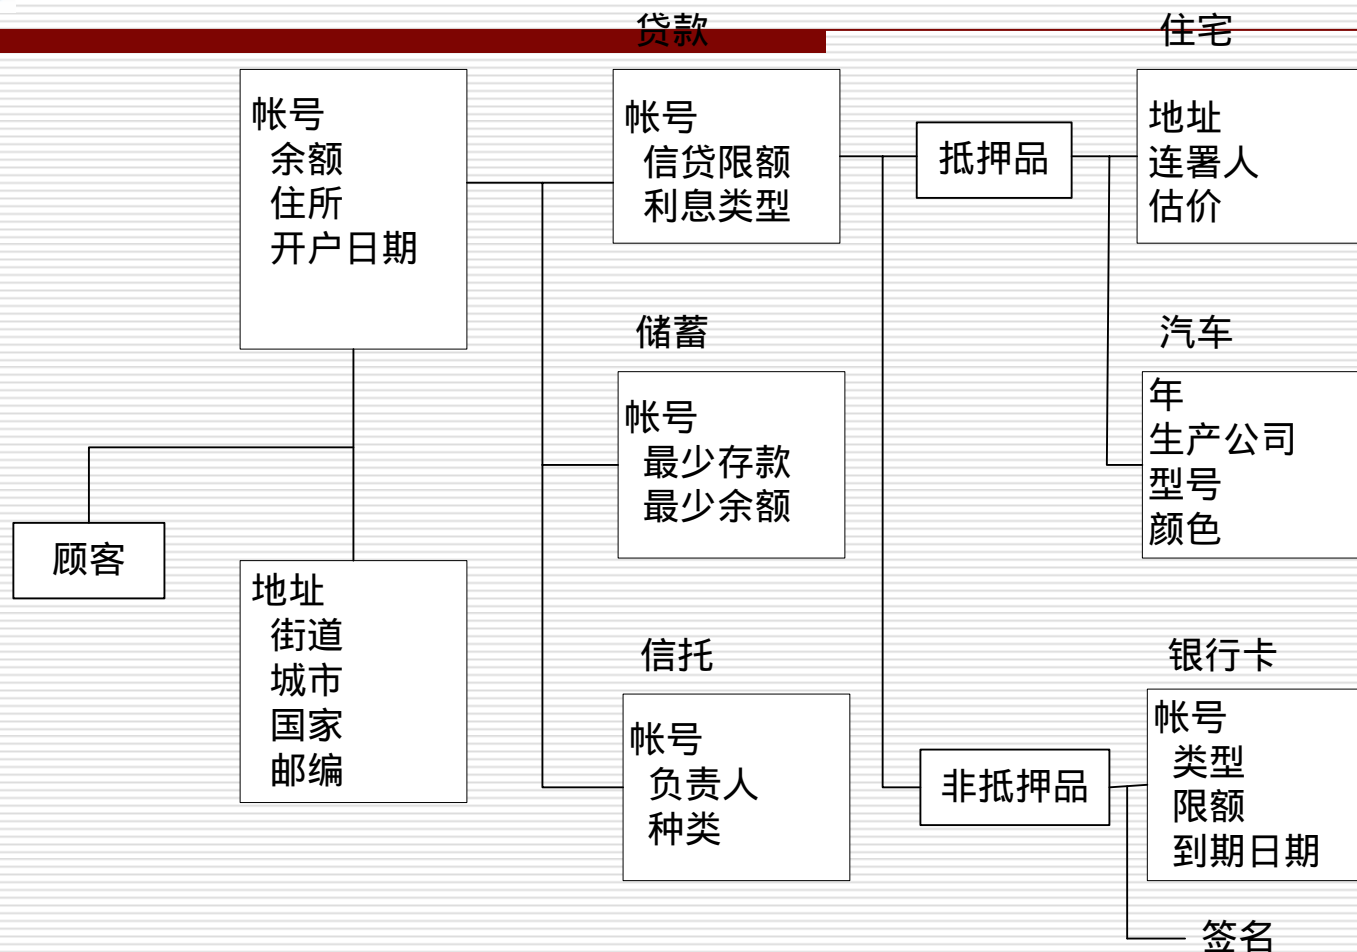 贷款
住宅
帐号
余额
住所
开户日期
帐号
信贷限额
利息类型
抵押品
地址
连署人
估价
储蓄
汽车
帐号
最少存款
最少余额
年
生产公司
型号
颜色
顾客
地址
街道
城市
国家
邮编
信托
银行卡
帐号
负责人
种类
非抵押品
帐号
类型
限额
到期日期
签名